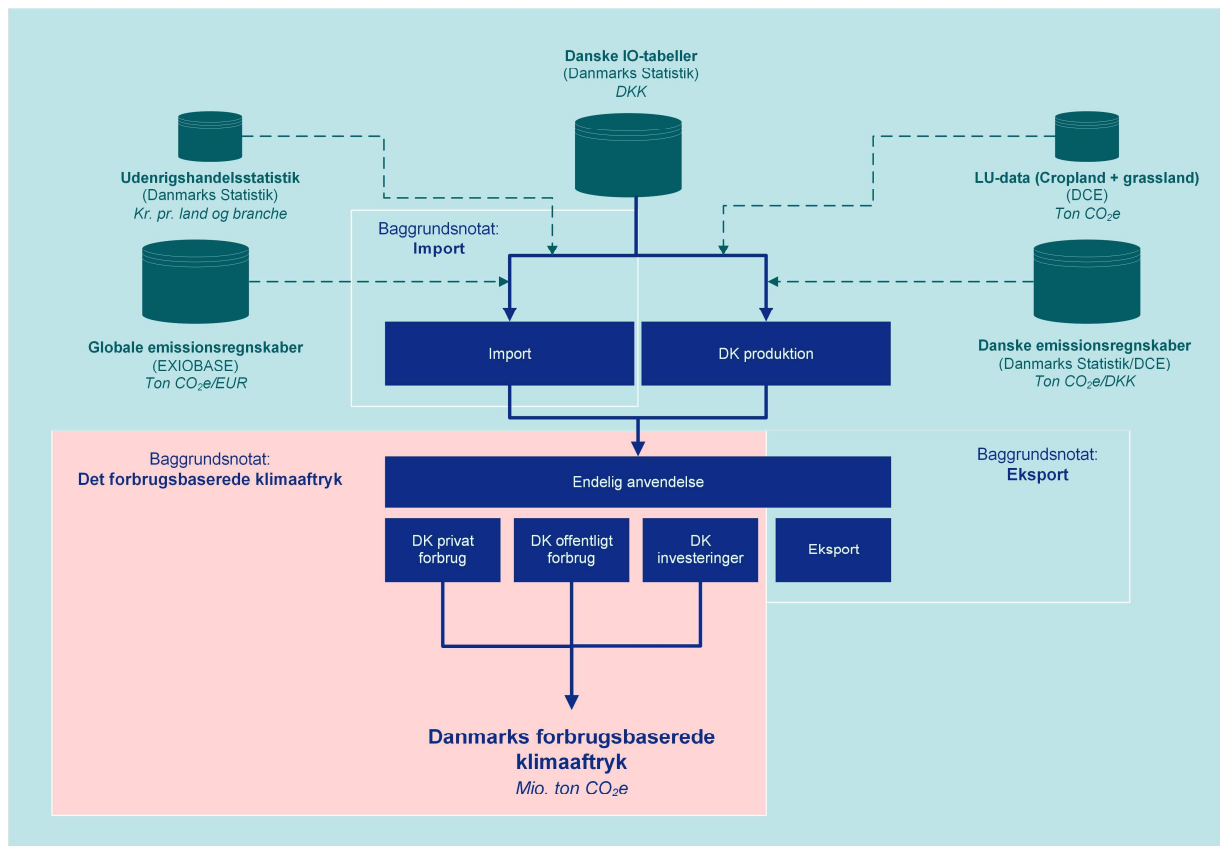 Danske IO-tabeller
(Danmarks Statistik)
DKK
Udenrigshandelsstatistik
(Danmarks Statistik)
Kr. pr. land og branche
LU-data (Cropland + grassland)
(DCE)
Ton CO₂e
Baggrundsnotat:
Import
Globale emissionsregnskaber
(EXIOBASE)
Ton CO₂e/EUR
Import
DK produktion
Danske emissionsregnskaber
(Danmarks Statistik/DCE)
Ton CO₂e/DKK
Baggrundsnotat:
Det forbrugsbaserede klimaaftryk
Endelig anvendelse
Baggrundsnotat:
Eksport
DK privat
forbrug
DK offentligt
forbrug
DK
investeringer
Eksport
Danmarks forbrugsbaserede
klimaaftryk
Mio. ton CO₂e